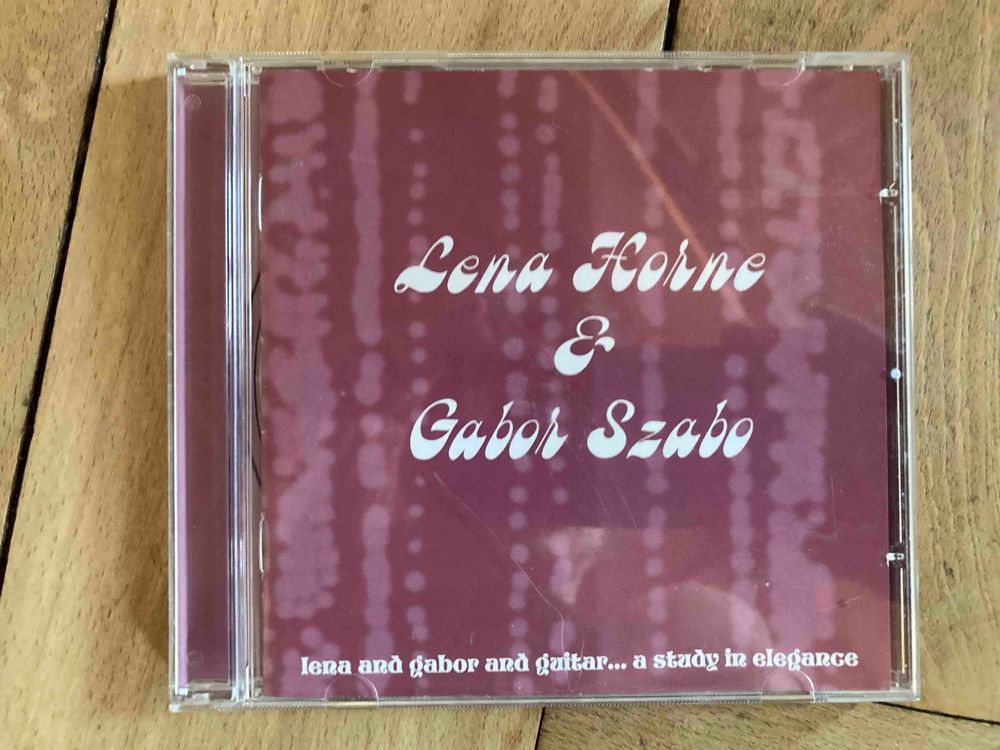 Lena Horne
&
Gabor Szabo
lena and gabor and guitar... a study in elegance